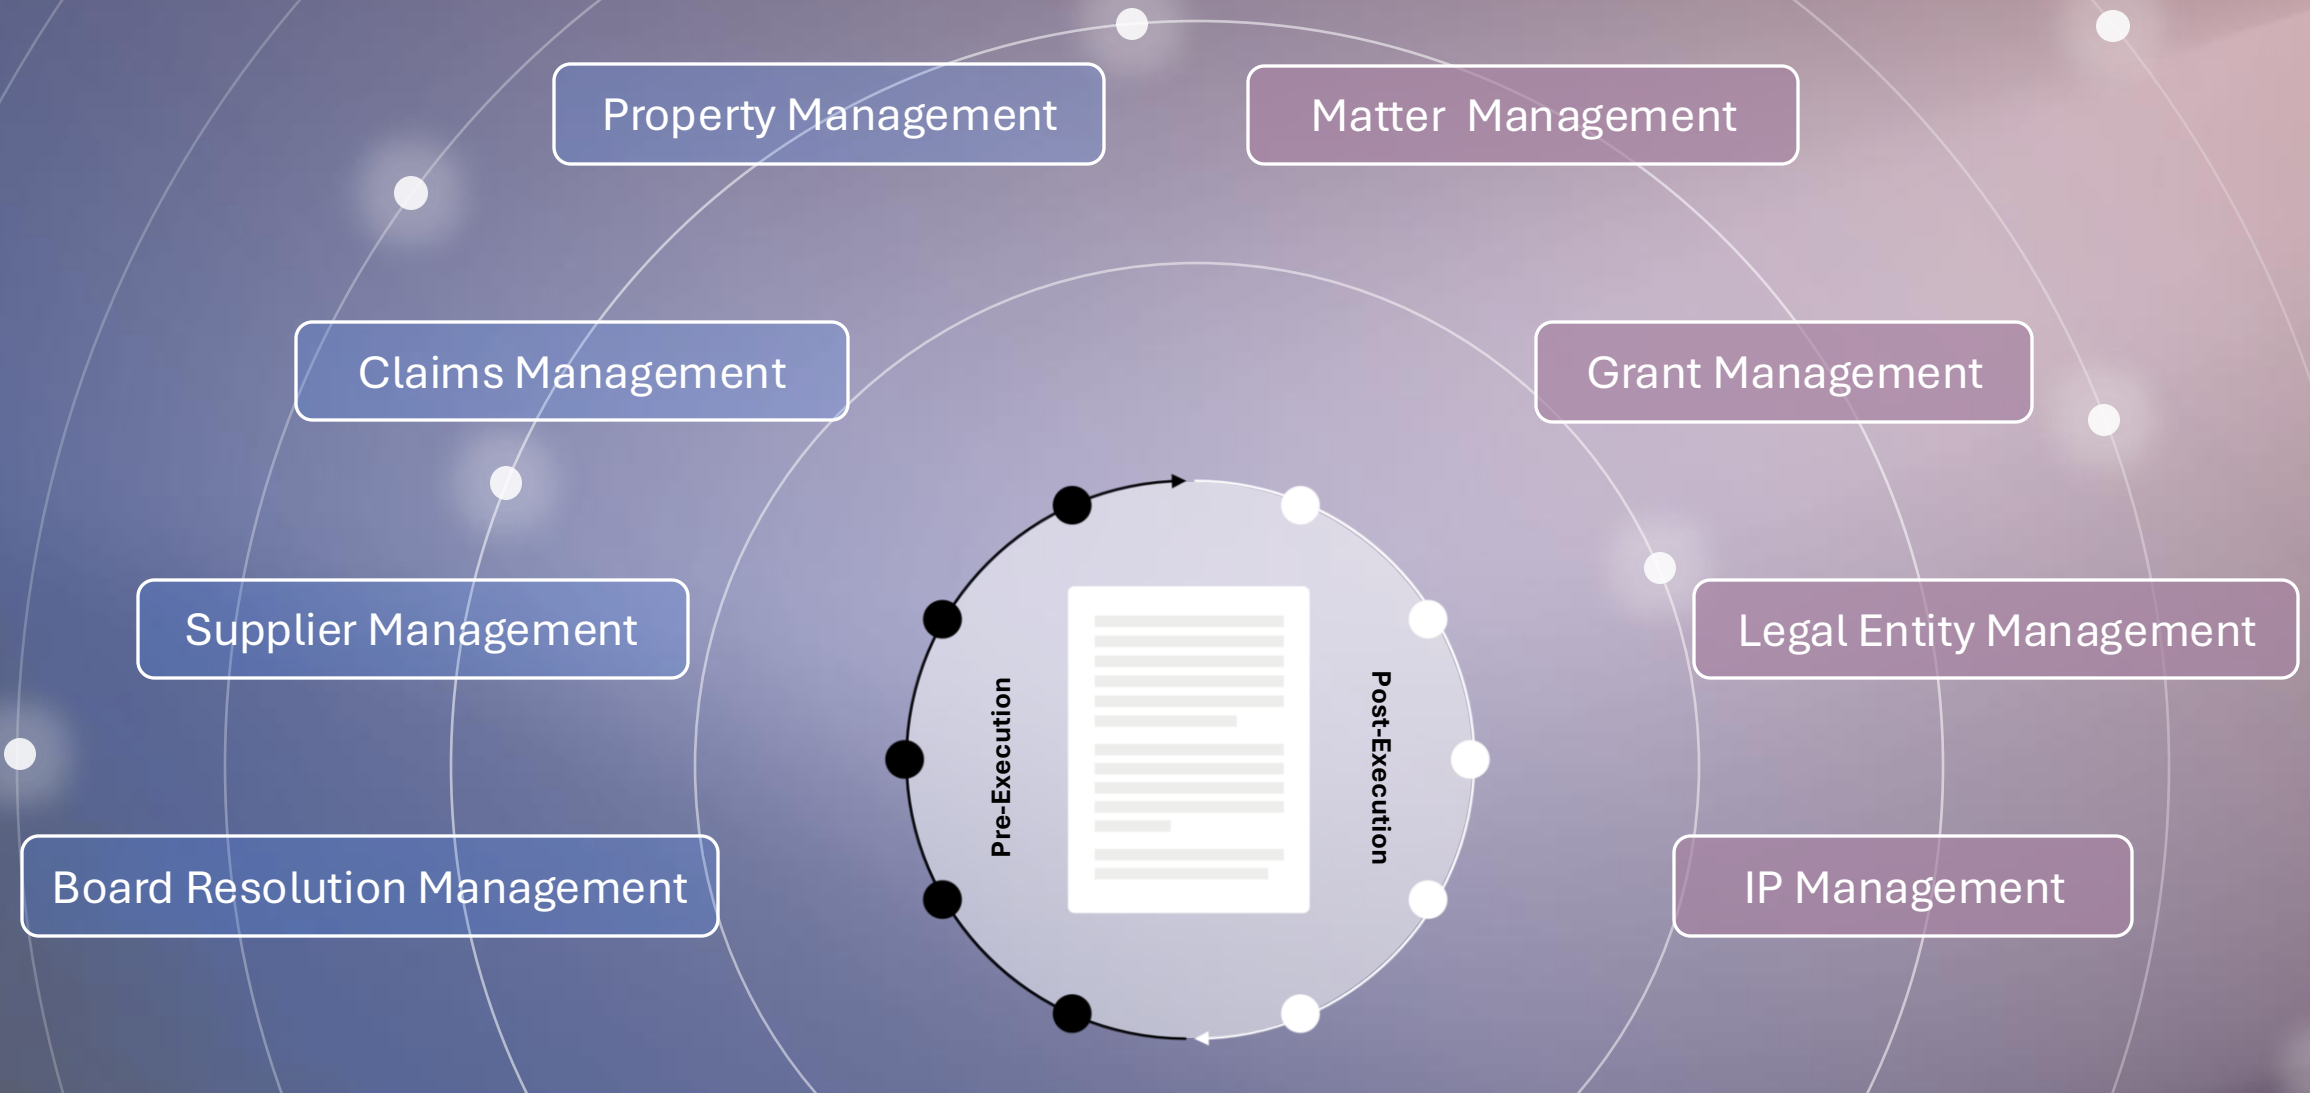 Property Management
Matter  Management
Claims Management
Grant Management
Supplier Management
Legal Entity Management
Pre-Execution
Post-Execution
Board Resolution Management
IP Management